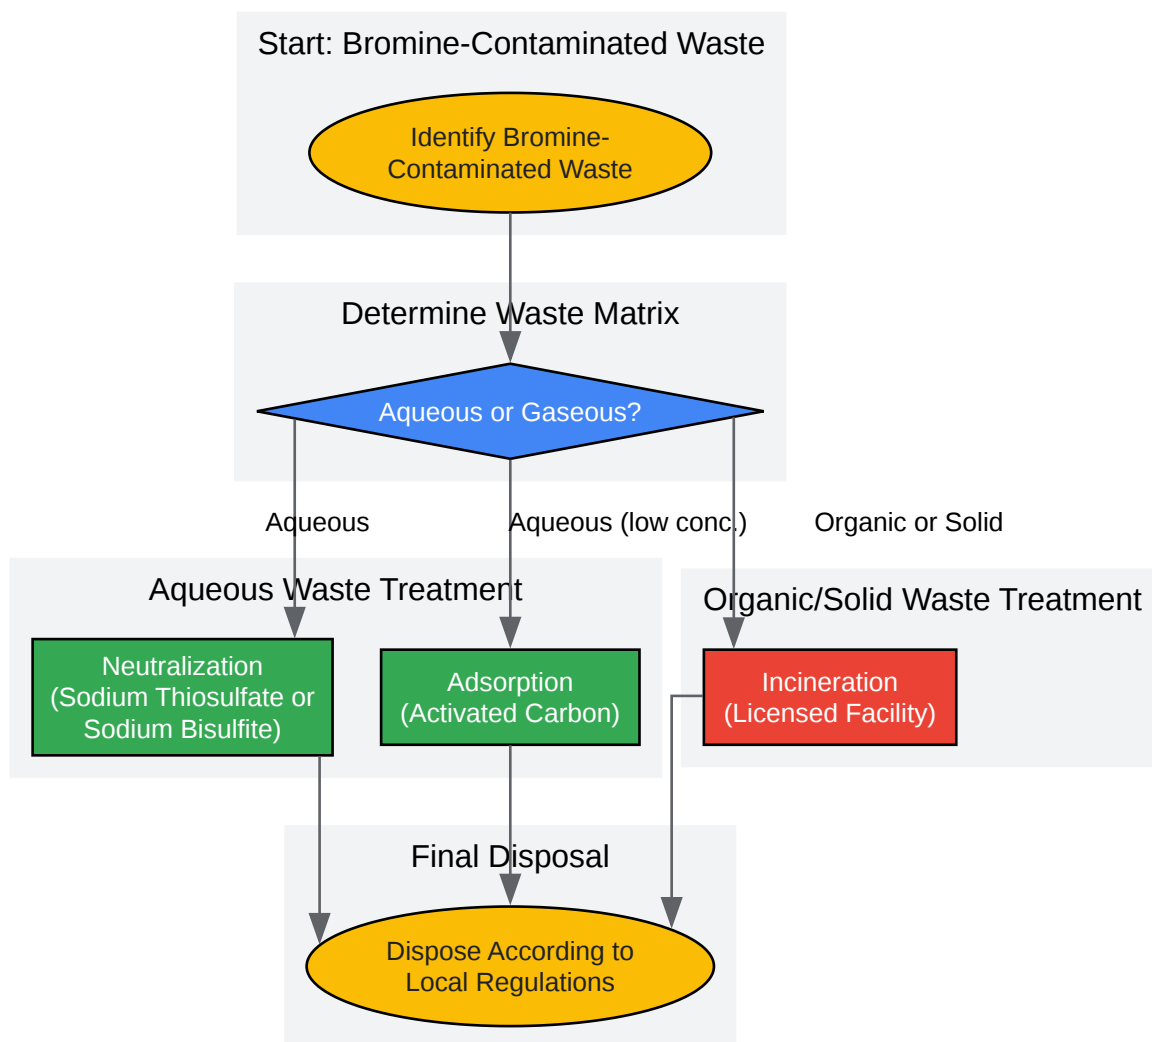 Start: Bromine-Contaminated Waste
Identify Bromine-
Contaminated Waste
Determine Waste Matrix
Aqueous or Gaseous?
Aqueous
Aqueous (low conc.)
Organic or Solid
Aqueous Waste Treatment
Organic/Solid Waste Treatment
Neutralization
(Sodium Thiosulfate or
Sodium Bisulfite)
Adsorption
(Activated Carbon)
Incineration
(Licensed Facility)
Final Disposal
Dispose According to
Local Regulations